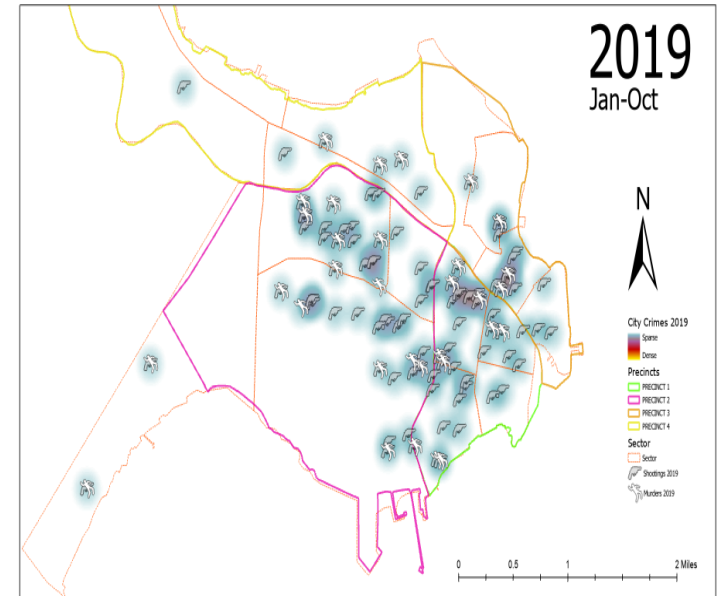 2019
Jan-Oct
N
City Crimes 2019
Sparse
Dense
Precincts
PRECINCT 1
PRECINCT 2
PRECINCT 3
PRECINCT 4
Sector
Sector
Shootings 2019
Murders 2019
0 0.5 1 2 Miles